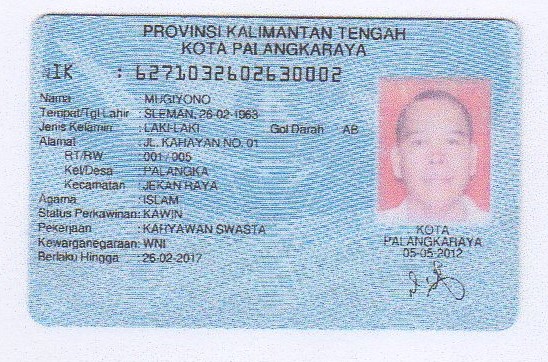 PROVINSI KALIMANTAN TENGAH
KOTA PALANGKARAYA
IK : 6271032602630002
Nama : MUGIYONO
Tempat/Tgl Lahir : SLEMAN, 26-02-1963
Jenis Kelamin : LAKI-LAKI Gol Darah AB
Alamat : JL. KAHAYAN NO. 01
RT/RW : 001 / 005
Kel/Desa : PALANGKA
Kecamatan : JEKAN RAYA
Agama : ISLAM
Status Perkawinan: KAWIN
Pekerjaan : KARYAWAN SWASTA
Kewarganegaraan: WNI
Berlaku Hingga : 26-02-2017
KOTA
PALANGKARAYA
05-05-2012